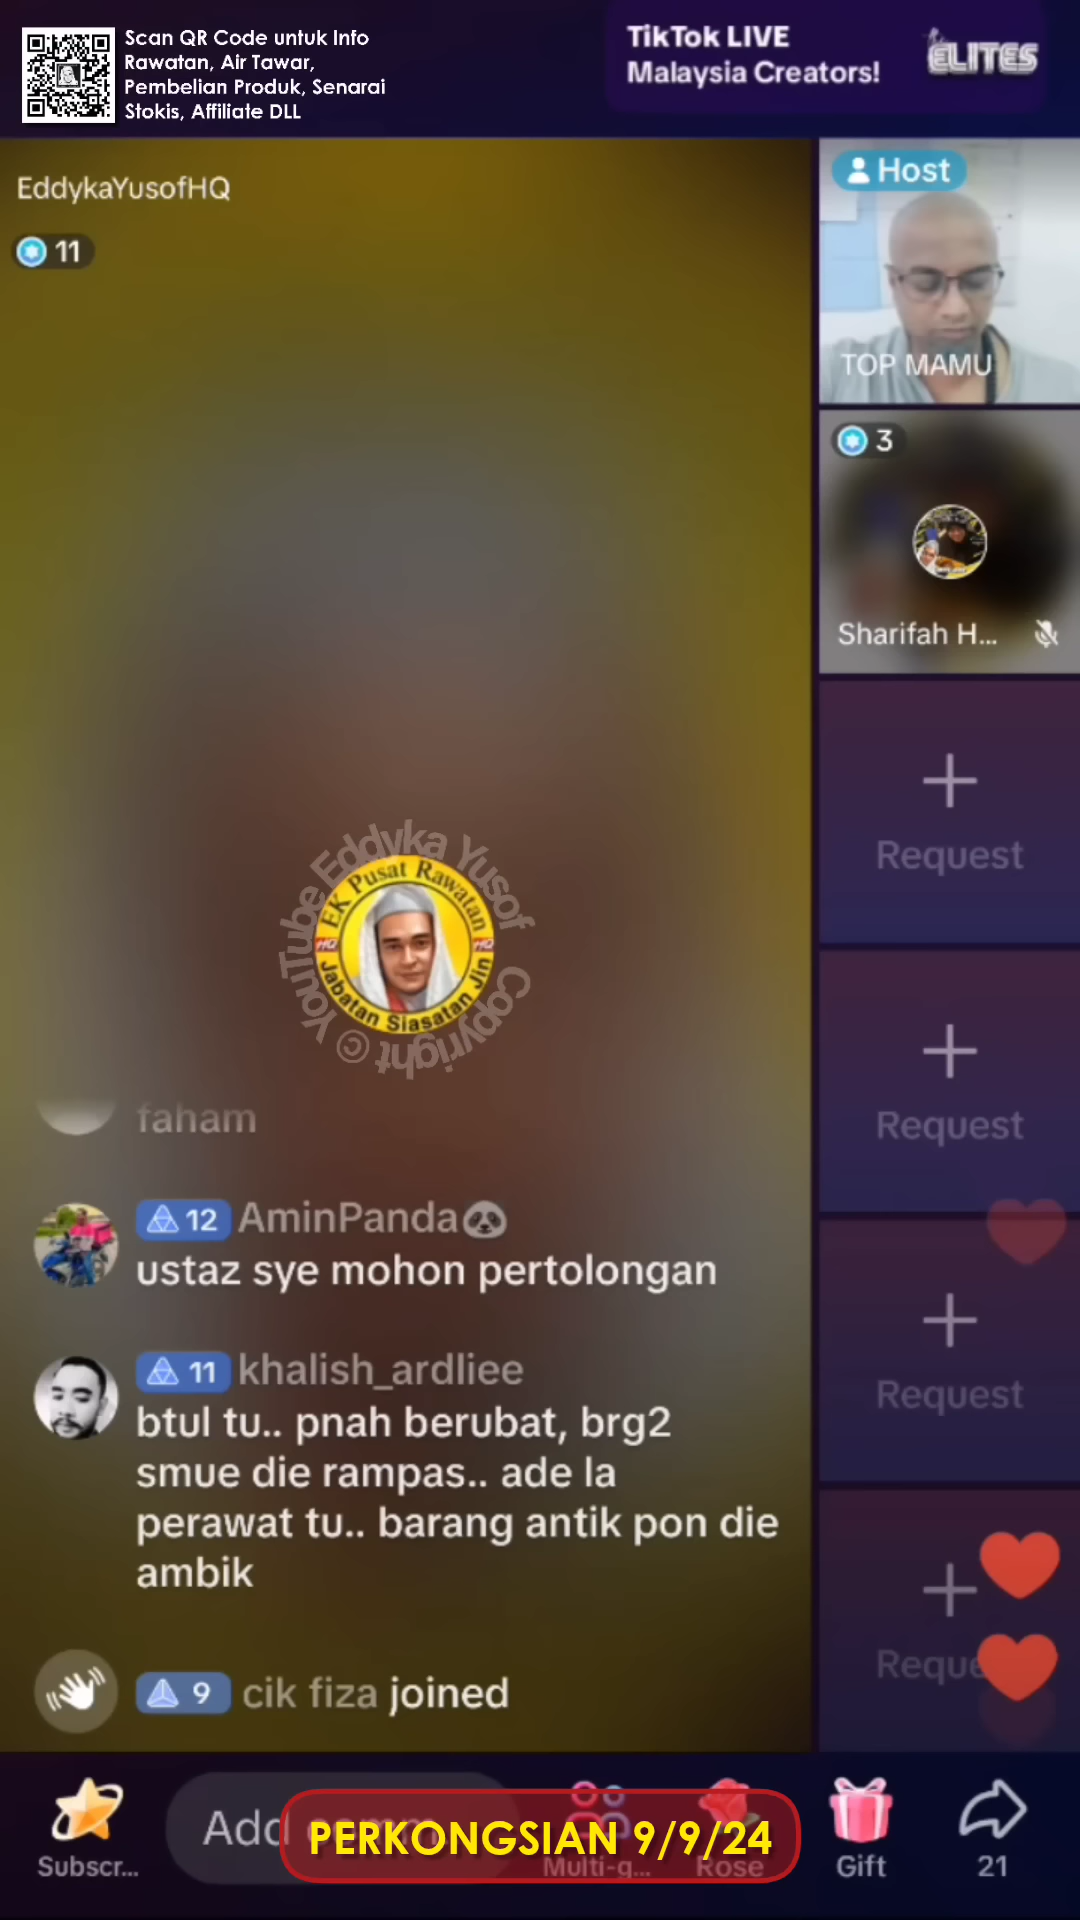 Scan QR Code untuk Info
Rawatan, Air Tawar,
Pembelian Produk, Senarai
Stokis, Affiliate DLL
TikTok LIVE
Malaysia Creators!
ELITES
EddykaYusofHQ
11
Host
TOP MAMU
3
Sharifah H...
Request
Request
Request
Reque
YouTube Eddyka Yusof Copyright ©
EK Pusat Rawatan
HQ HQ
Jabatan Siasatan Jin
faham
12 AminPanda🐼
ustaz sye mohon pertolongan
11 khalish_ardliee
btul tu.. pnah berubat, brg2
smue die rampas.. ade la
perawat tu.. barang antik pon die
ambik
9 cik fiza joined
Add comm
PERKONGSIAN 9/9/24
Subscr...
Multi-g...
Rose
Gift
21